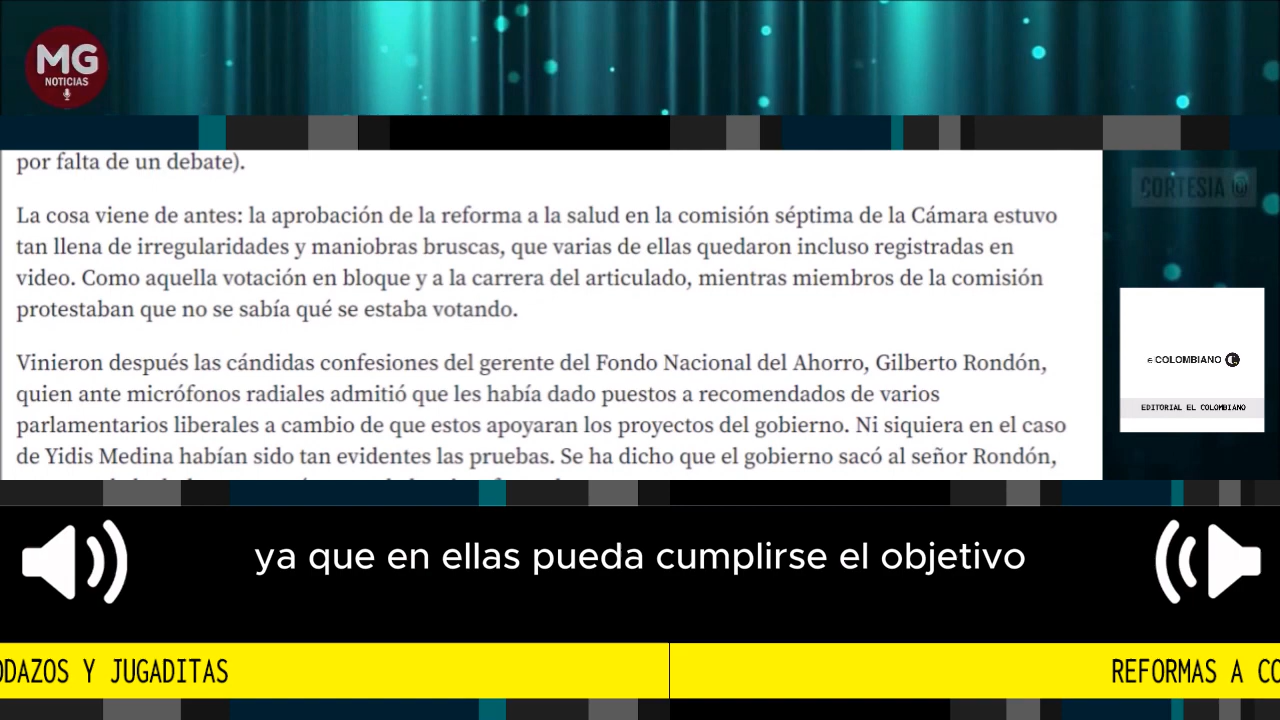 MG
NOTICIAS
por falta de un debate).
La cosa viene de antes: la aprobación de la reforma a la salud en la comisión séptima de la Cámara estuvo
tan llena de irregularidades y maniobras bruscas, que varias de ellas quedaron incluso registradas en
video. Como aquella votación en bloque y a la carrera del articulado, mientras miembros de la comisión
protestaban que no se sabía qué se estaba votando.
Vinieron después las cándidas confesiones del gerente del Fondo Nacional del Ahorro, Gilberto Rondón,
quien ante micrófonos radiales admitió que les había dado puestos a recomendados de varios
parlamentarios liberales a cambio de que estos apoyaran los proyectos del gobierno. Ni siquiera en el caso
de Yidis Medina habían sido tan evidentes las pruebas. Se ha dicho que el gobierno sacó al señor Rondón,
CORTESIA @
COLOMBIANO
EDITORIAL EL COLOMBIANO
ya que en ellas pueda cumplirse el objetivo
ODAZOS Y JUGADITAS
REFORMAS A CO